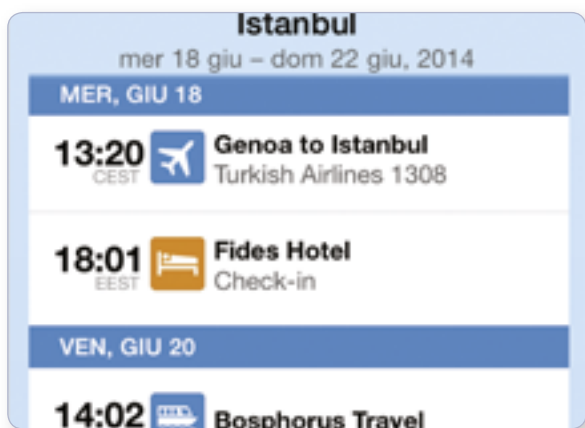 Istanbul
mer 18 giu – dom 22 giu, 2014
MER, GIU 18
13:20 Genoa to Istanbul
CEST Turkish Airlines 1308
18:01 Fides Hotel
EEST Check-in
VEN, GIU 20
14:02 Bosphorus Travel